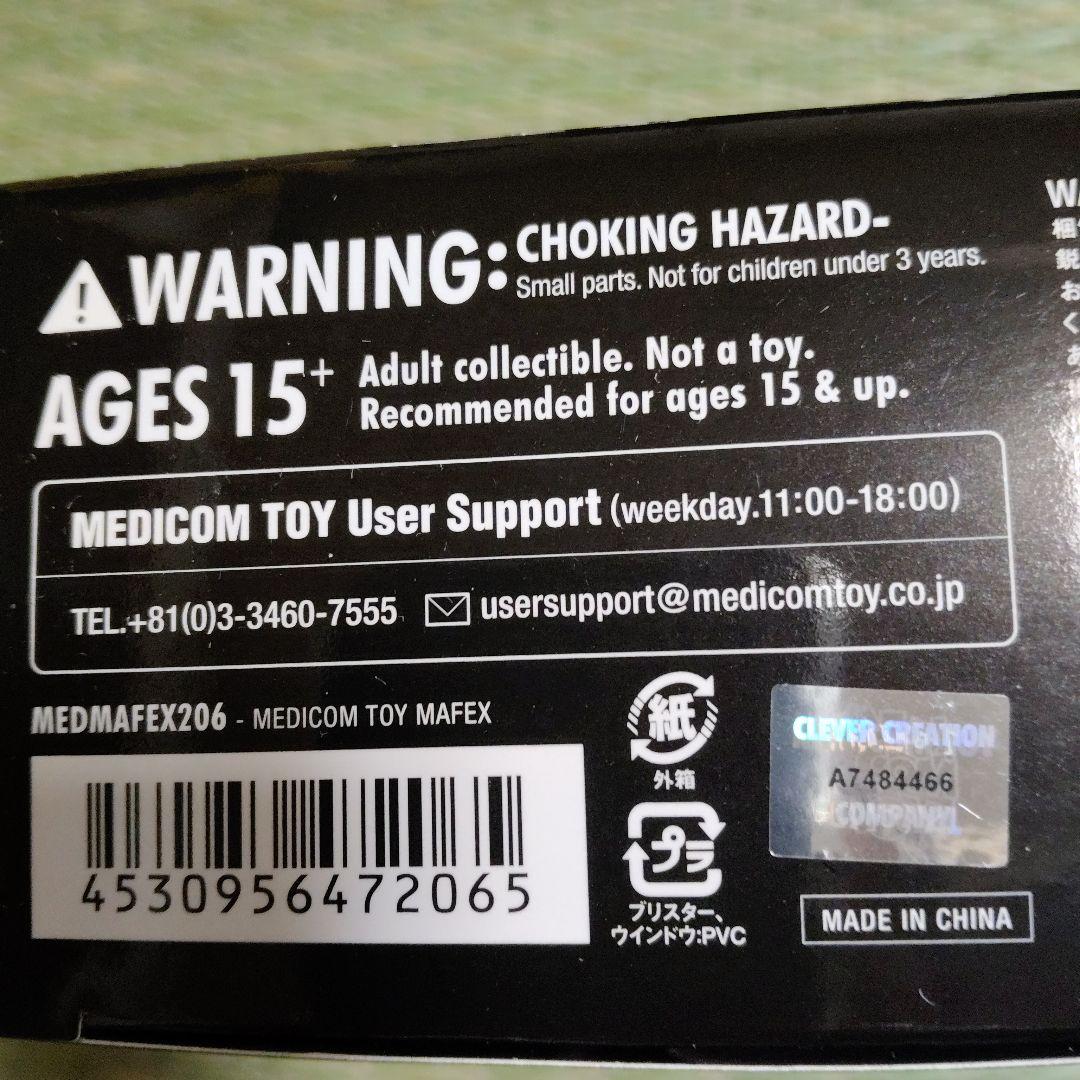 WARNING:
CHOKING HAZARD-
Small parts. Not for children under 3 years.
AGES 15+
Adult collectible. Not a toy.
Recommended for ages 15 & up.
MEDICOM TOY User Support (weekday.11:00-18:00)
TEL.+81(0)3-3460-7555 usersupport@medicomtoy.co.jp
MEDMAFEX206 - MEDICOM TOY MAFEX
4530956472065
紙
外箱
プラ
ブリスター、
ウインドウ:PVC
CLEVER CREATION
A7484466
MADE IN CHINA